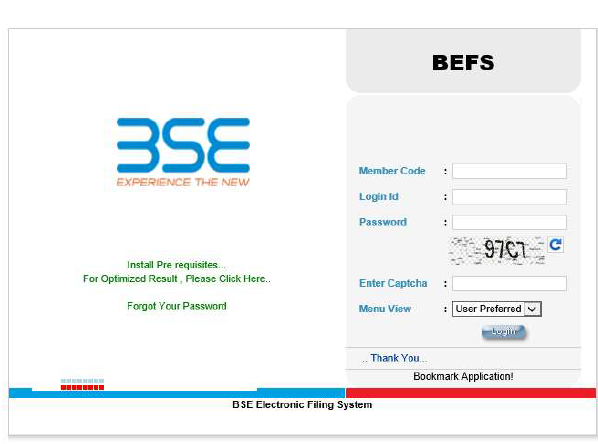 BEFS
BSE
EXPERIENCE THE NEW
Install Pre requisites...
For Optimized Result , Please Click Here..
Forgot Your Password
Member Code :
Login Id :
Password :
97C7
Enter Captcha :
Menu View : User Preferred
Login
.. Thank You...
Bookmark Application!
BSE Electronic Filing System